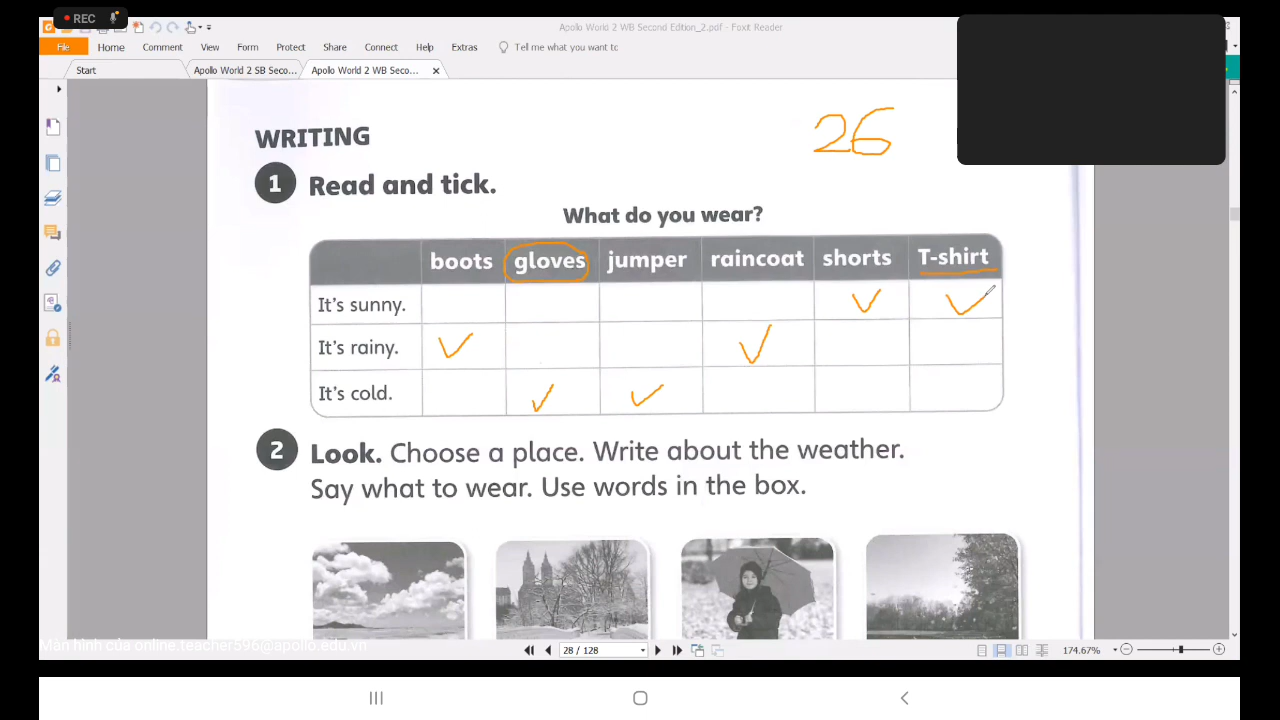 REC
Apollo World 2 WB Second Edition_2.pdf - Foxit Reader
File Home Comment View Form Protect Share Connect Help Extras Tell me what you want to
Start Apollo World 2 SB Seco... Apollo World 2 WB Seco...
26
WRITING
1 Read and tick.
What do you wear?
boots gloves jumper raincoat shorts T-shirt
It's sunny.
It's rainy.
It's cold.
2 Look. Choose a place. Write about the weather.
Say what to wear. Use words in the box.
Màn hình của online.teacher596@apollo.edu.vn
28 / 128
174.67%